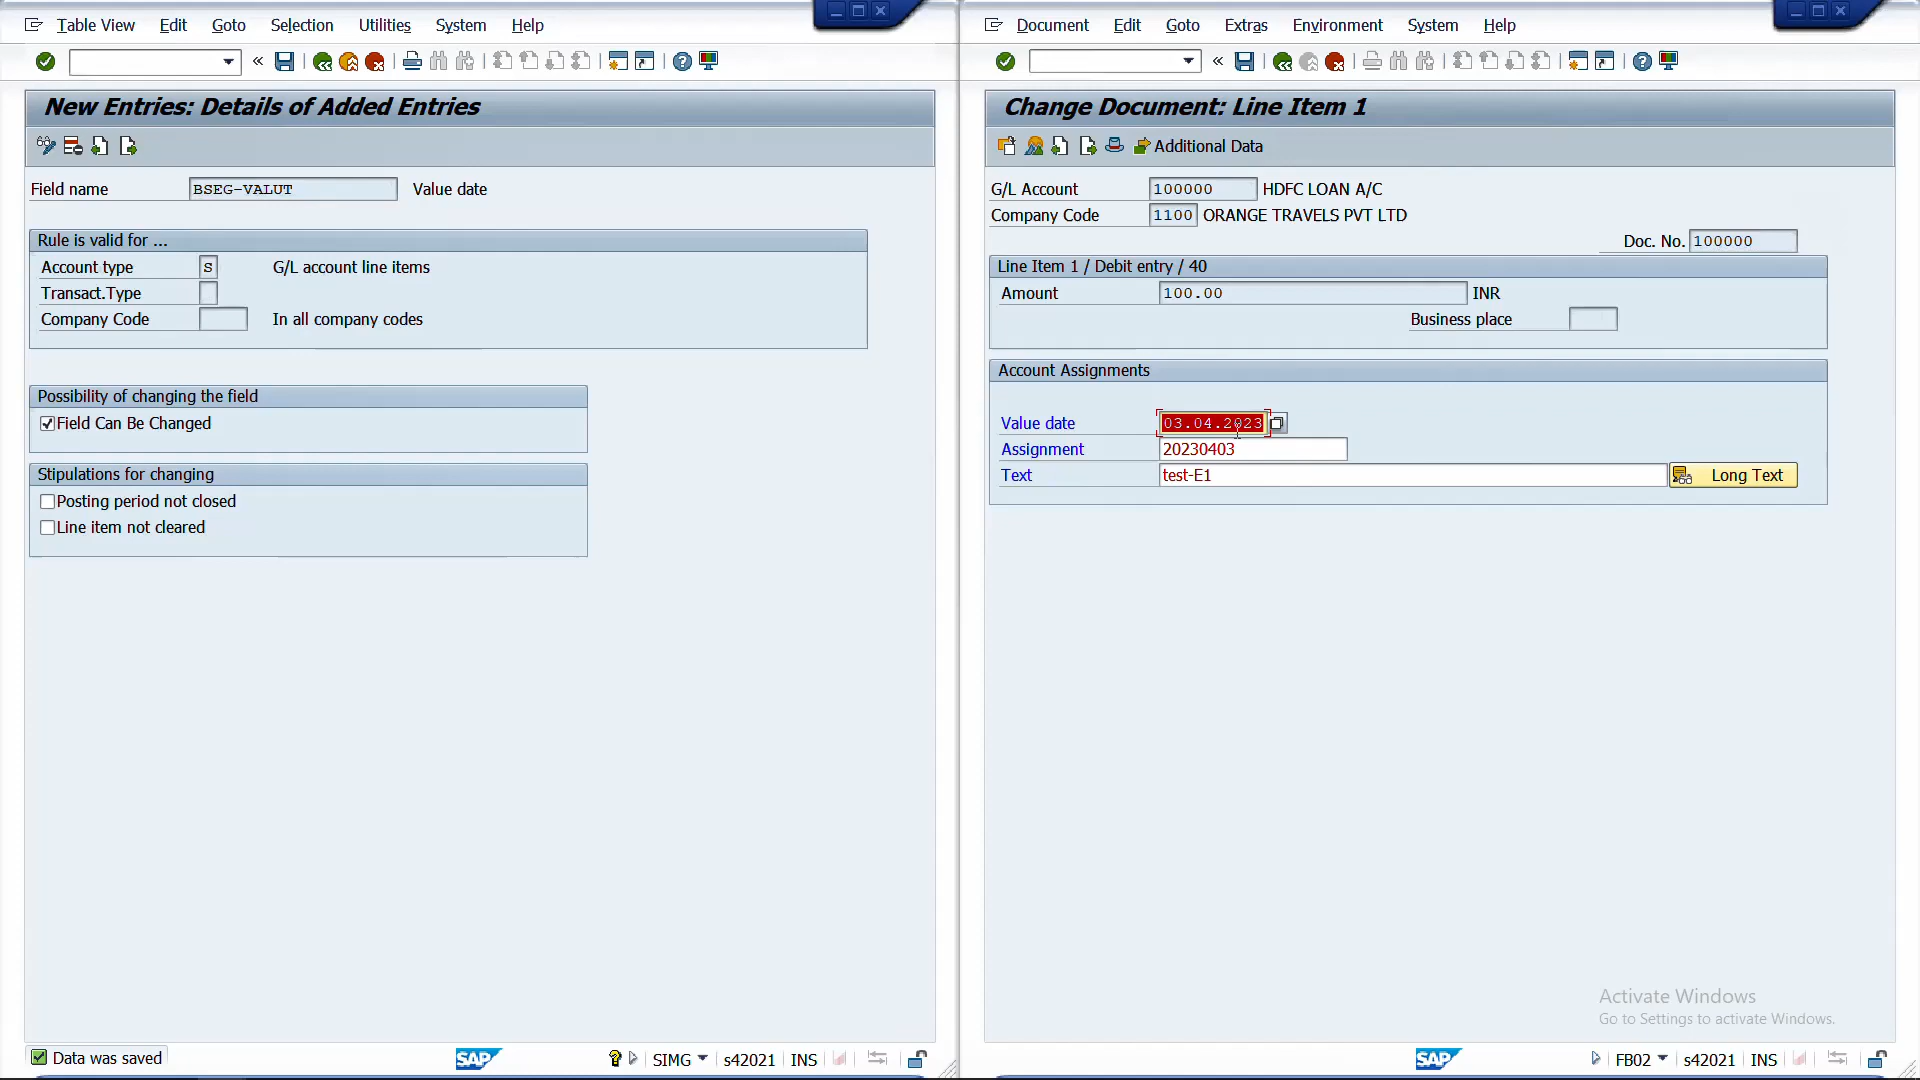 Table View Edit Goto Selection Utilities System Help
New Entries: Details of Added Entries
Field name BSEG-VALUT Value date
Rule is valid for ...
Account type S G/L account line items
Transact.Type
Company Code In all company codes
Possibility of changing the field
Field Can Be Changed
Stipulations for changing
Posting period not closed
Line item not cleared
Data was saved
SAP SIMG s42021 INS
Document Edit Goto Extras Environment System Help
Change Document: Line Item 1
Additional Data
G/L Account 100000 HDFC LOAN A/C
Company Code 1100 ORANGE TRAVELS PVT LTD
Doc. No. 100000
Line Item 1 / Debit entry / 40
Amount 100.00 INR
Business place
Account Assignments
Value date 03.04.2023
Assignment 20230403
Text test-E1 Long Text
Activate Windows
Go to Settings to activate Windows.
SAP FB02 s42021 INS